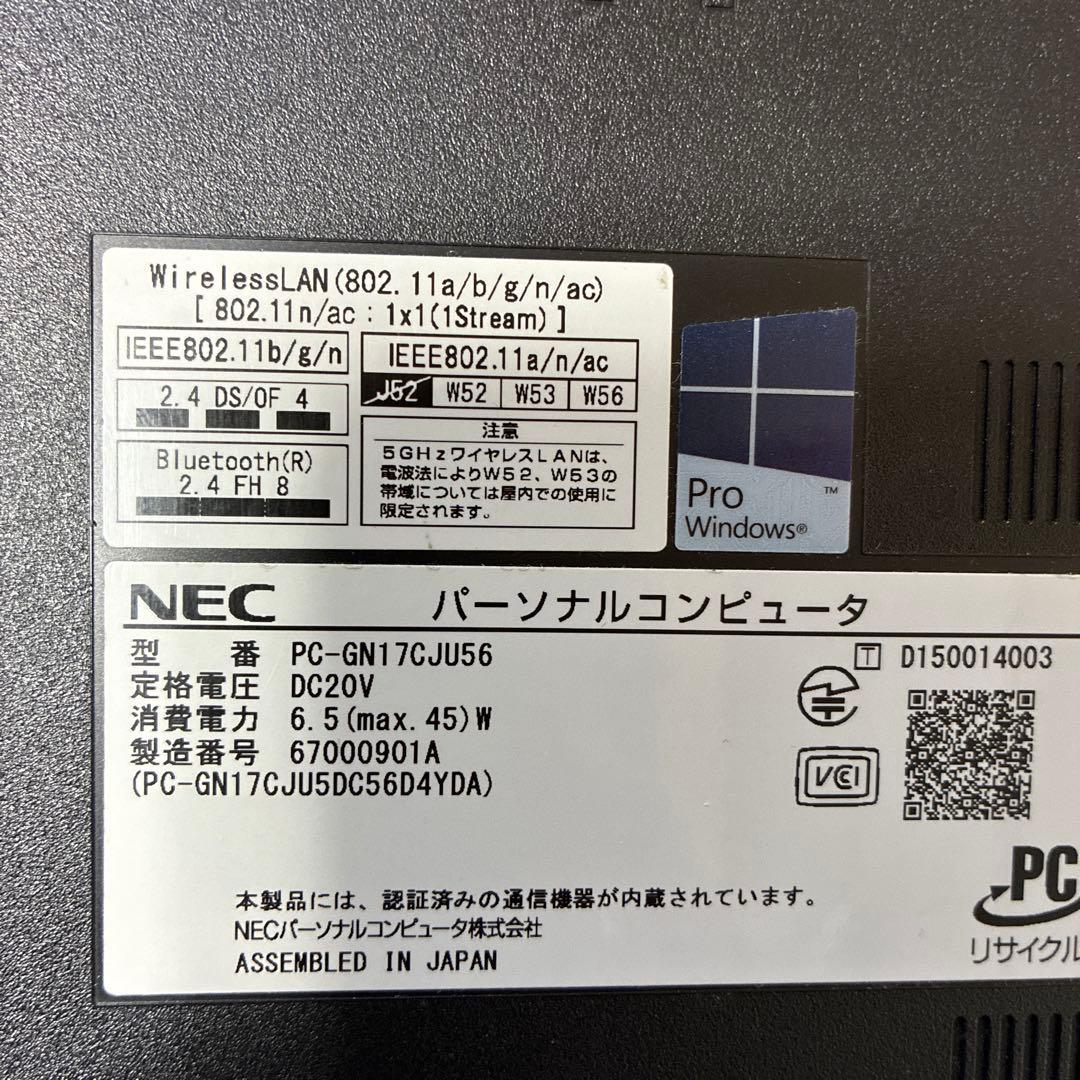 WirelessLAN(802.11a/b/g/n/ac)
[ 802.11n/ac : 1x1(1Stream) ]
IEEE802.11b/g/n
2.4 DS/OF 4
Bluetooth(R)
2.4 FH 8
IEEE802.11a/n/ac
J52 W52 W53 W56
注意
5GHzワイヤレスLANは、
電波法によりW52、W53の
帯域については屋内での使用に
限定されます。
Pro
TM
Windows®
NEC パーソナルコンピュータ
型 番 PC-GN17CJU56
定格電圧 DC20V
消費電力 6.5(max.45)W
製造番号 67000901A
(PC-GN17CJU5DC56D4YDA)
T D150014003
VCI
本製品には、認証済みの通信機器が内蔵されています。
NECパーソナルコンピュータ株式会社
ASSEMBLED IN JAPAN
PC
リサイクル